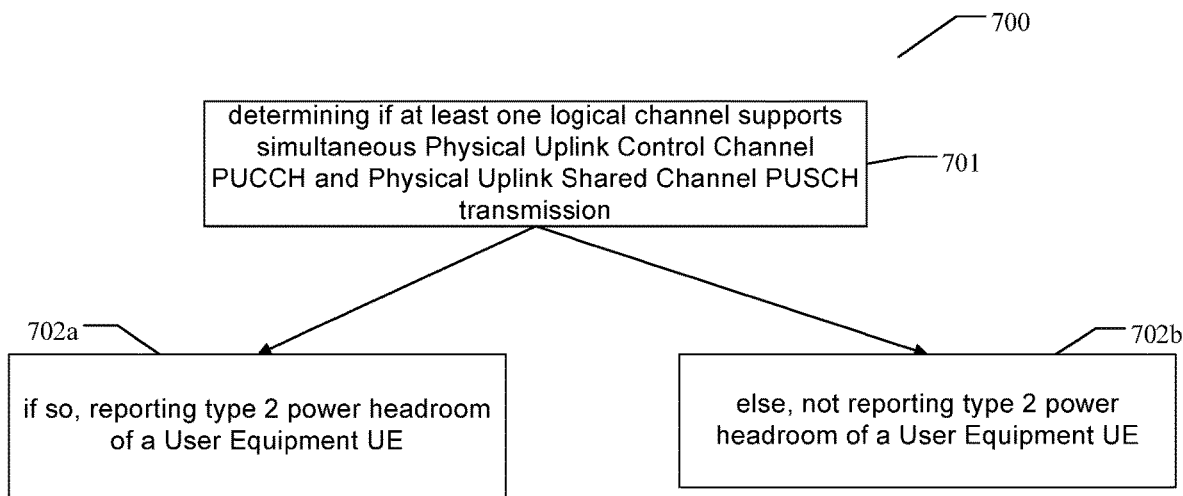 700
determining if at least one logical channel supports
simultaneous Physical Uplink Control Channel
PUCCH and Physical Uplink Shared Channel PUSCH
transmission
701
702a
702b
if so, reporting type 2 power headroom
of a User Equipment UE
else, not reporting type 2 power
headroom of a User Equipment UE